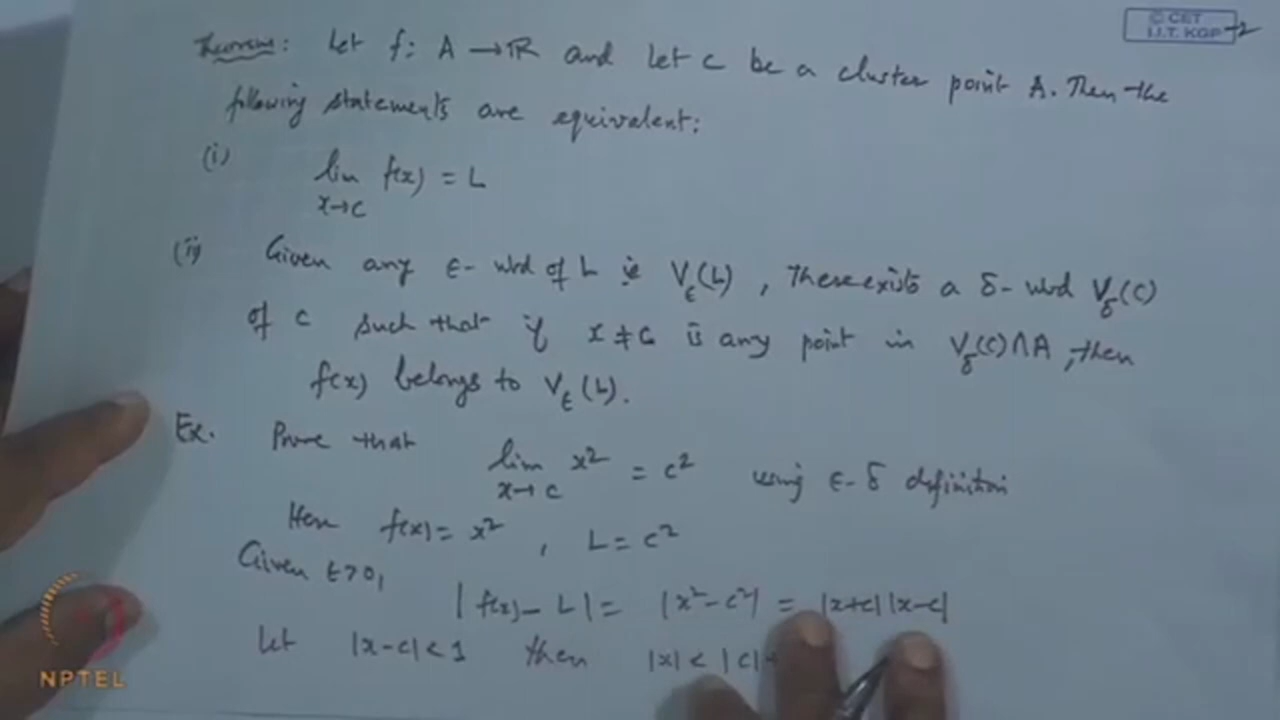 © CET
I.I.T. KGP
Theorem: Let f: A → R and let c be a cluster point A. Then the
following statements are equivalent:
(i) lim f(x) = L
x→c
(ii) Given any ε- nbd of L ie V_ε(L), There exists a δ- nbd V_δ(c)
of c such that if x ≠ c is any point in V_δ(c)∩A, then
f(x) belongs to V_ε(L).
Ex. Prove that lim x² = c² using ε-δ definition
x→c
Here f(x) = x², L = c²
Given ε>0,
|f(x) - L| = |x²-c²| = |x+c||x-c|
Let |x-c| < 1 then |x| < |c|+
NPTEL